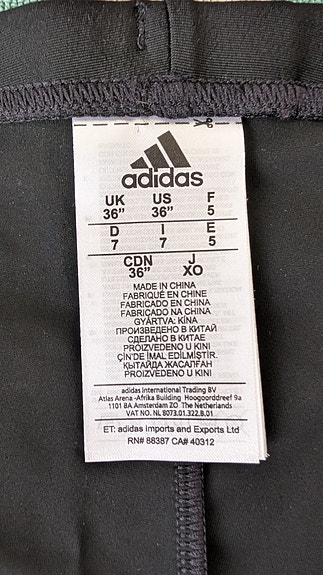 adidas
UK US F
36” 36” 5
D I E
7 7 5
CDN J
36” XO
MADE IN CHINA
FABRIQUÉ EN CHINE
FABRICADO EN CHINA
FABRICADO NA CHINA
GYÁRTVA: KÍNA
ПРОИЗВЕДЕНО В КИТАЙ
СДЕЛАНО В КИТАЕ
PROIZVEDENO U KINI
ÇİN'DE İMAL EDİLMİŞTİR.
ҚЫТАЙДА ЖАСАЛҒАН
PROIZVEDENO U KINI
adidas International Trading BV
Atlas Arena -Afrika Building Hoogoorddreef 9a
1101 BA Amsterdam ZO The Netherlands
VAT NO. NL 8073.01.322.B.01
ET: adidas Imports and Exports Ltd
RN# 88387 CA# 40312